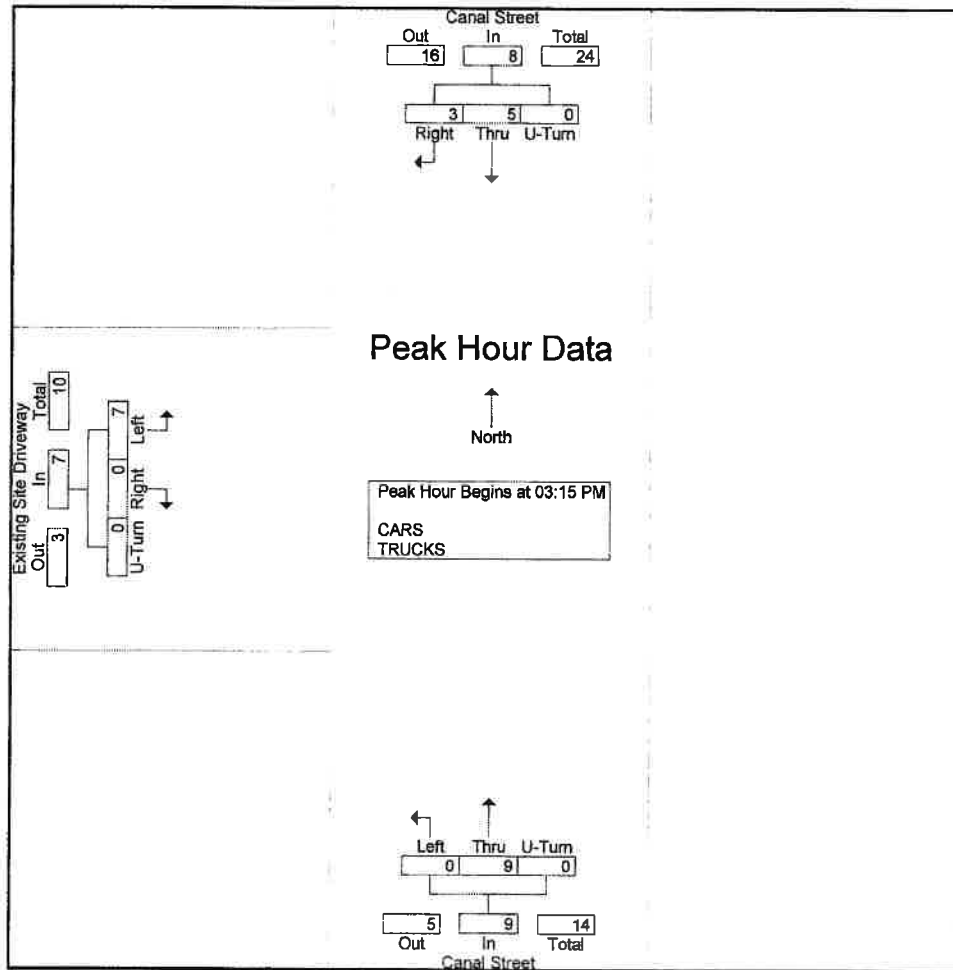 Canal Street
Out In Total
16 8 24
3 5 0
Right Thru U-Turn
Peak Hour Data
North
Peak Hour Begins at 03:15 PM
CARS
TRUCKS
Existing Site Driveway
Out In Total
3 7 10
0 0 7
U-Turn Right Left
Left Thru U-Turn
0 9 0
5 9 14
Out In Total
Canal Street